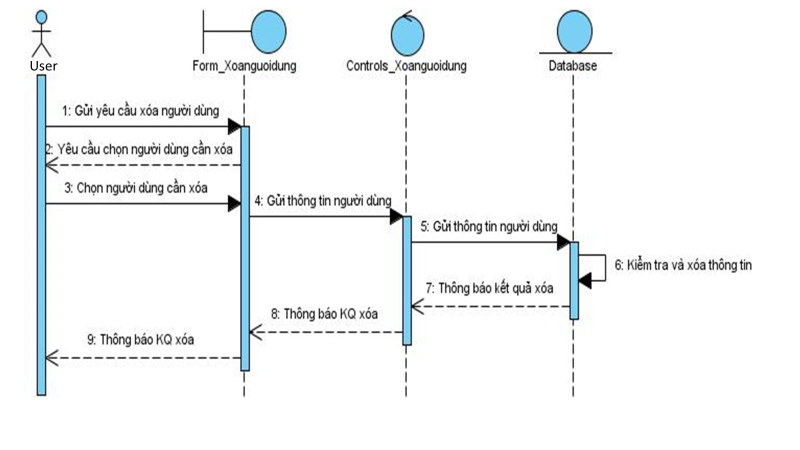 User
Form_Xoanguoidung
Controls_Xoanguoidung
Database
1: Gửi yêu cầu xóa người dùng
2: Yêu cầu chọn người dùng cần xóa
3: Chọn người dùng cần xóa
4: Gửi thông tin người dùng
5: Gửi thông tin người dùng
6: Kiểm tra và xóa thông tin
7: Thông báo kết quả xóa
8: Thông báo KQ xóa
9: Thông báo KQ xóa